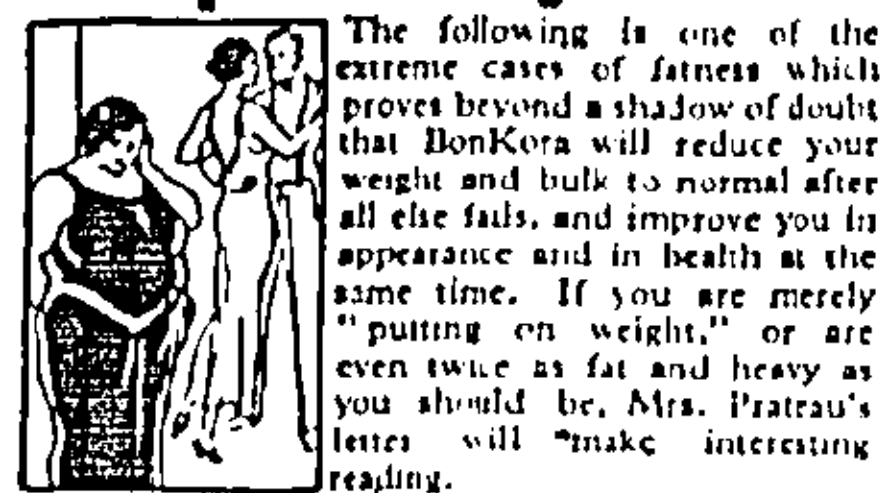 The following is one of the
extreme cases of fatness which
proves beyond a shadow of doubt
that BonKora will reduce your
weight and bulk to normal after
all else fails, and improve you in
appearance and in health at the
same time. If you are merely
"putting on weight," or are
even twice as fat and heavy as
you should be, Mrs. Prateau's
letter will make interesting
reading.